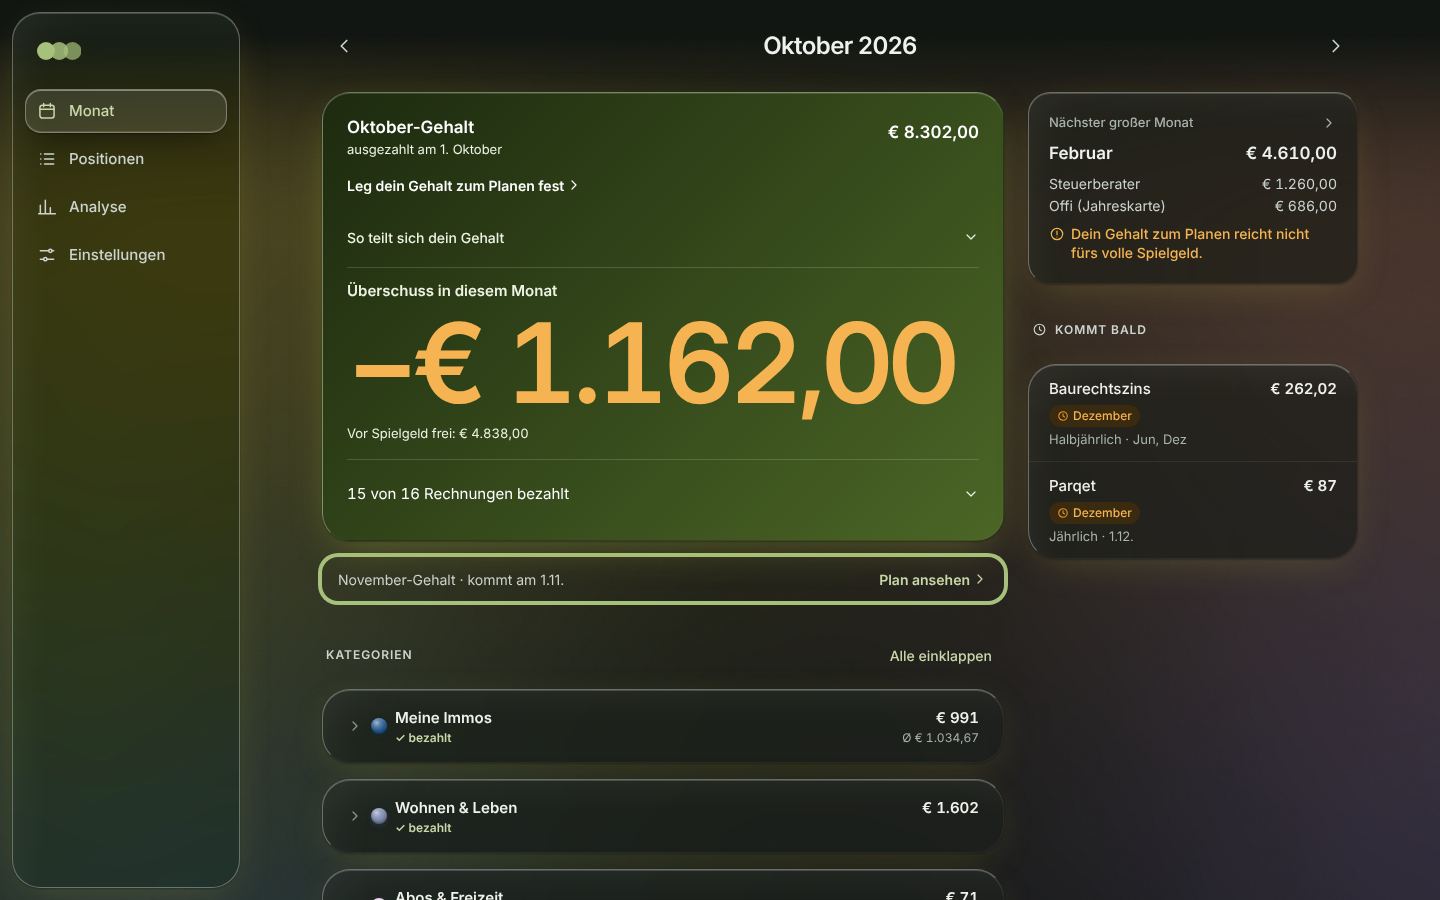 Oktober 2026
Monat
Positionen
Analyse
Einstellungen
Oktober-Gehalt
€ 8.302,00
ausgezahlt am 1. Oktober
Leg dein Gehalt zum Planen fest
So teilt sich dein Gehalt
Überschuss in diesem Monat
–€ 1.162,00
Vor Spielgeld frei: € 4.838,00
15 von 16 Rechnungen bezahlt
November-Gehalt · kommt am 1.11.
Plan ansehen
KATEGORIEN
Alle einklappen
Meine Immos
€ 991
✓ bezahlt
Ø € 1.034,67
Wohnen & Leben
€ 1.602
✓ bezahlt
Abos & Freizeit
€ 71
Nächster großer Monat
Februar
€ 4.610,00
Steuerberater
€ 1.260,00
Offi (Jahreskarte)
€ 686,00
Dein Gehalt zum Planen reicht nicht
fürs volle Spielgeld.
KOMMT BALD
Baurechtszins
€ 262,02
Dezember
Halbjährlich · Jun, Dez
Parqet
€ 87
Dezember
Jährlich · 1.12.